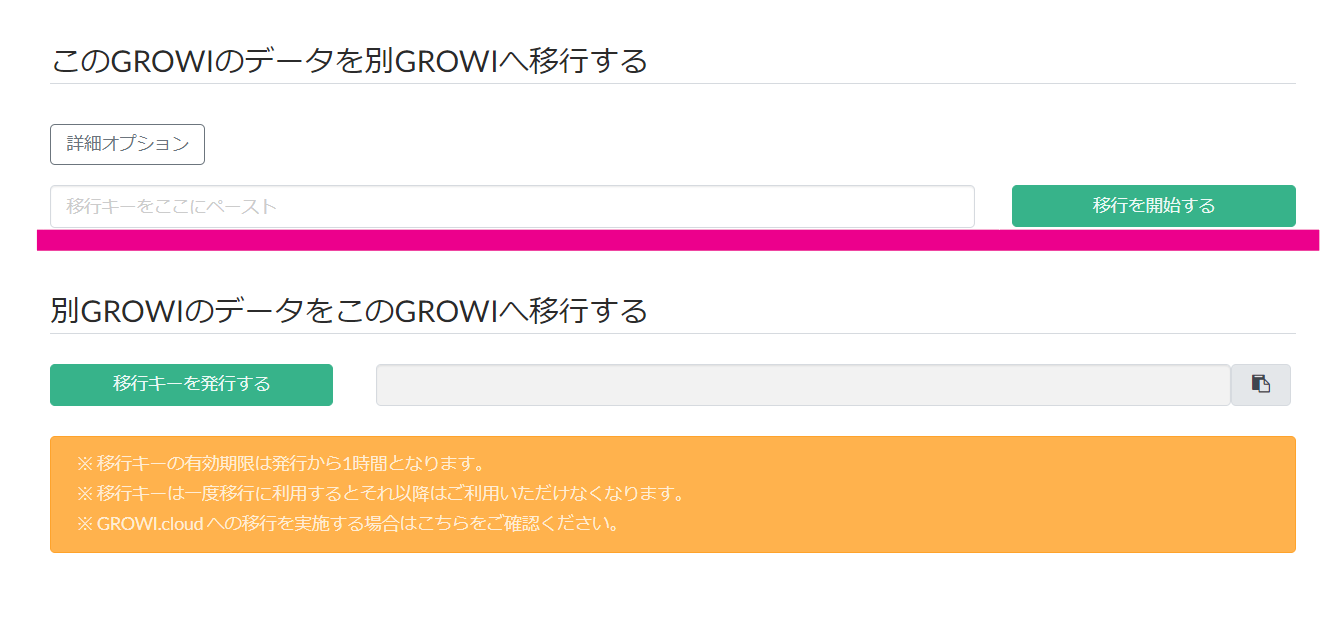 このGROWIのデータを別GROWIへ移行する
詳細オプション
移行キーをここにペースト
移行を開始する
別GROWIのデータをこのGROWIへ移行する
移行キーを発行する
※ 移行キーの有効期限は発行から1時間となります。
※ 移行キーは一度移行に利用するとそれ以降はご利用いただけなくなります。
※ GROWI.cloud への移行を実施する場合はこちらをご確認ください。